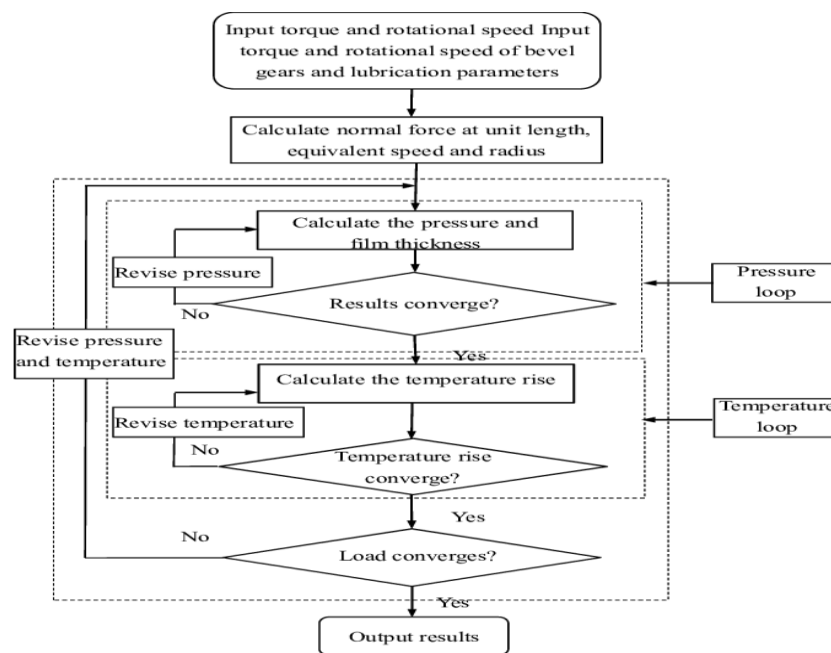 Input torque and rotational speed Input
torque and rotational speed of bevel
gears and lubrication parameters
Calculate normal force at unit length,
equivalent speed and radius
Calculate the pressure and
film thickness
Revise pressure
Pressure
loop
Results converge?
No
Revise pressure
and temperature
Yes
Calculate the temperature rise
Revise temperature
Temperature
loop
No
Temperature rise
converge?
Yes
No
Load converges?
Yes
Output results